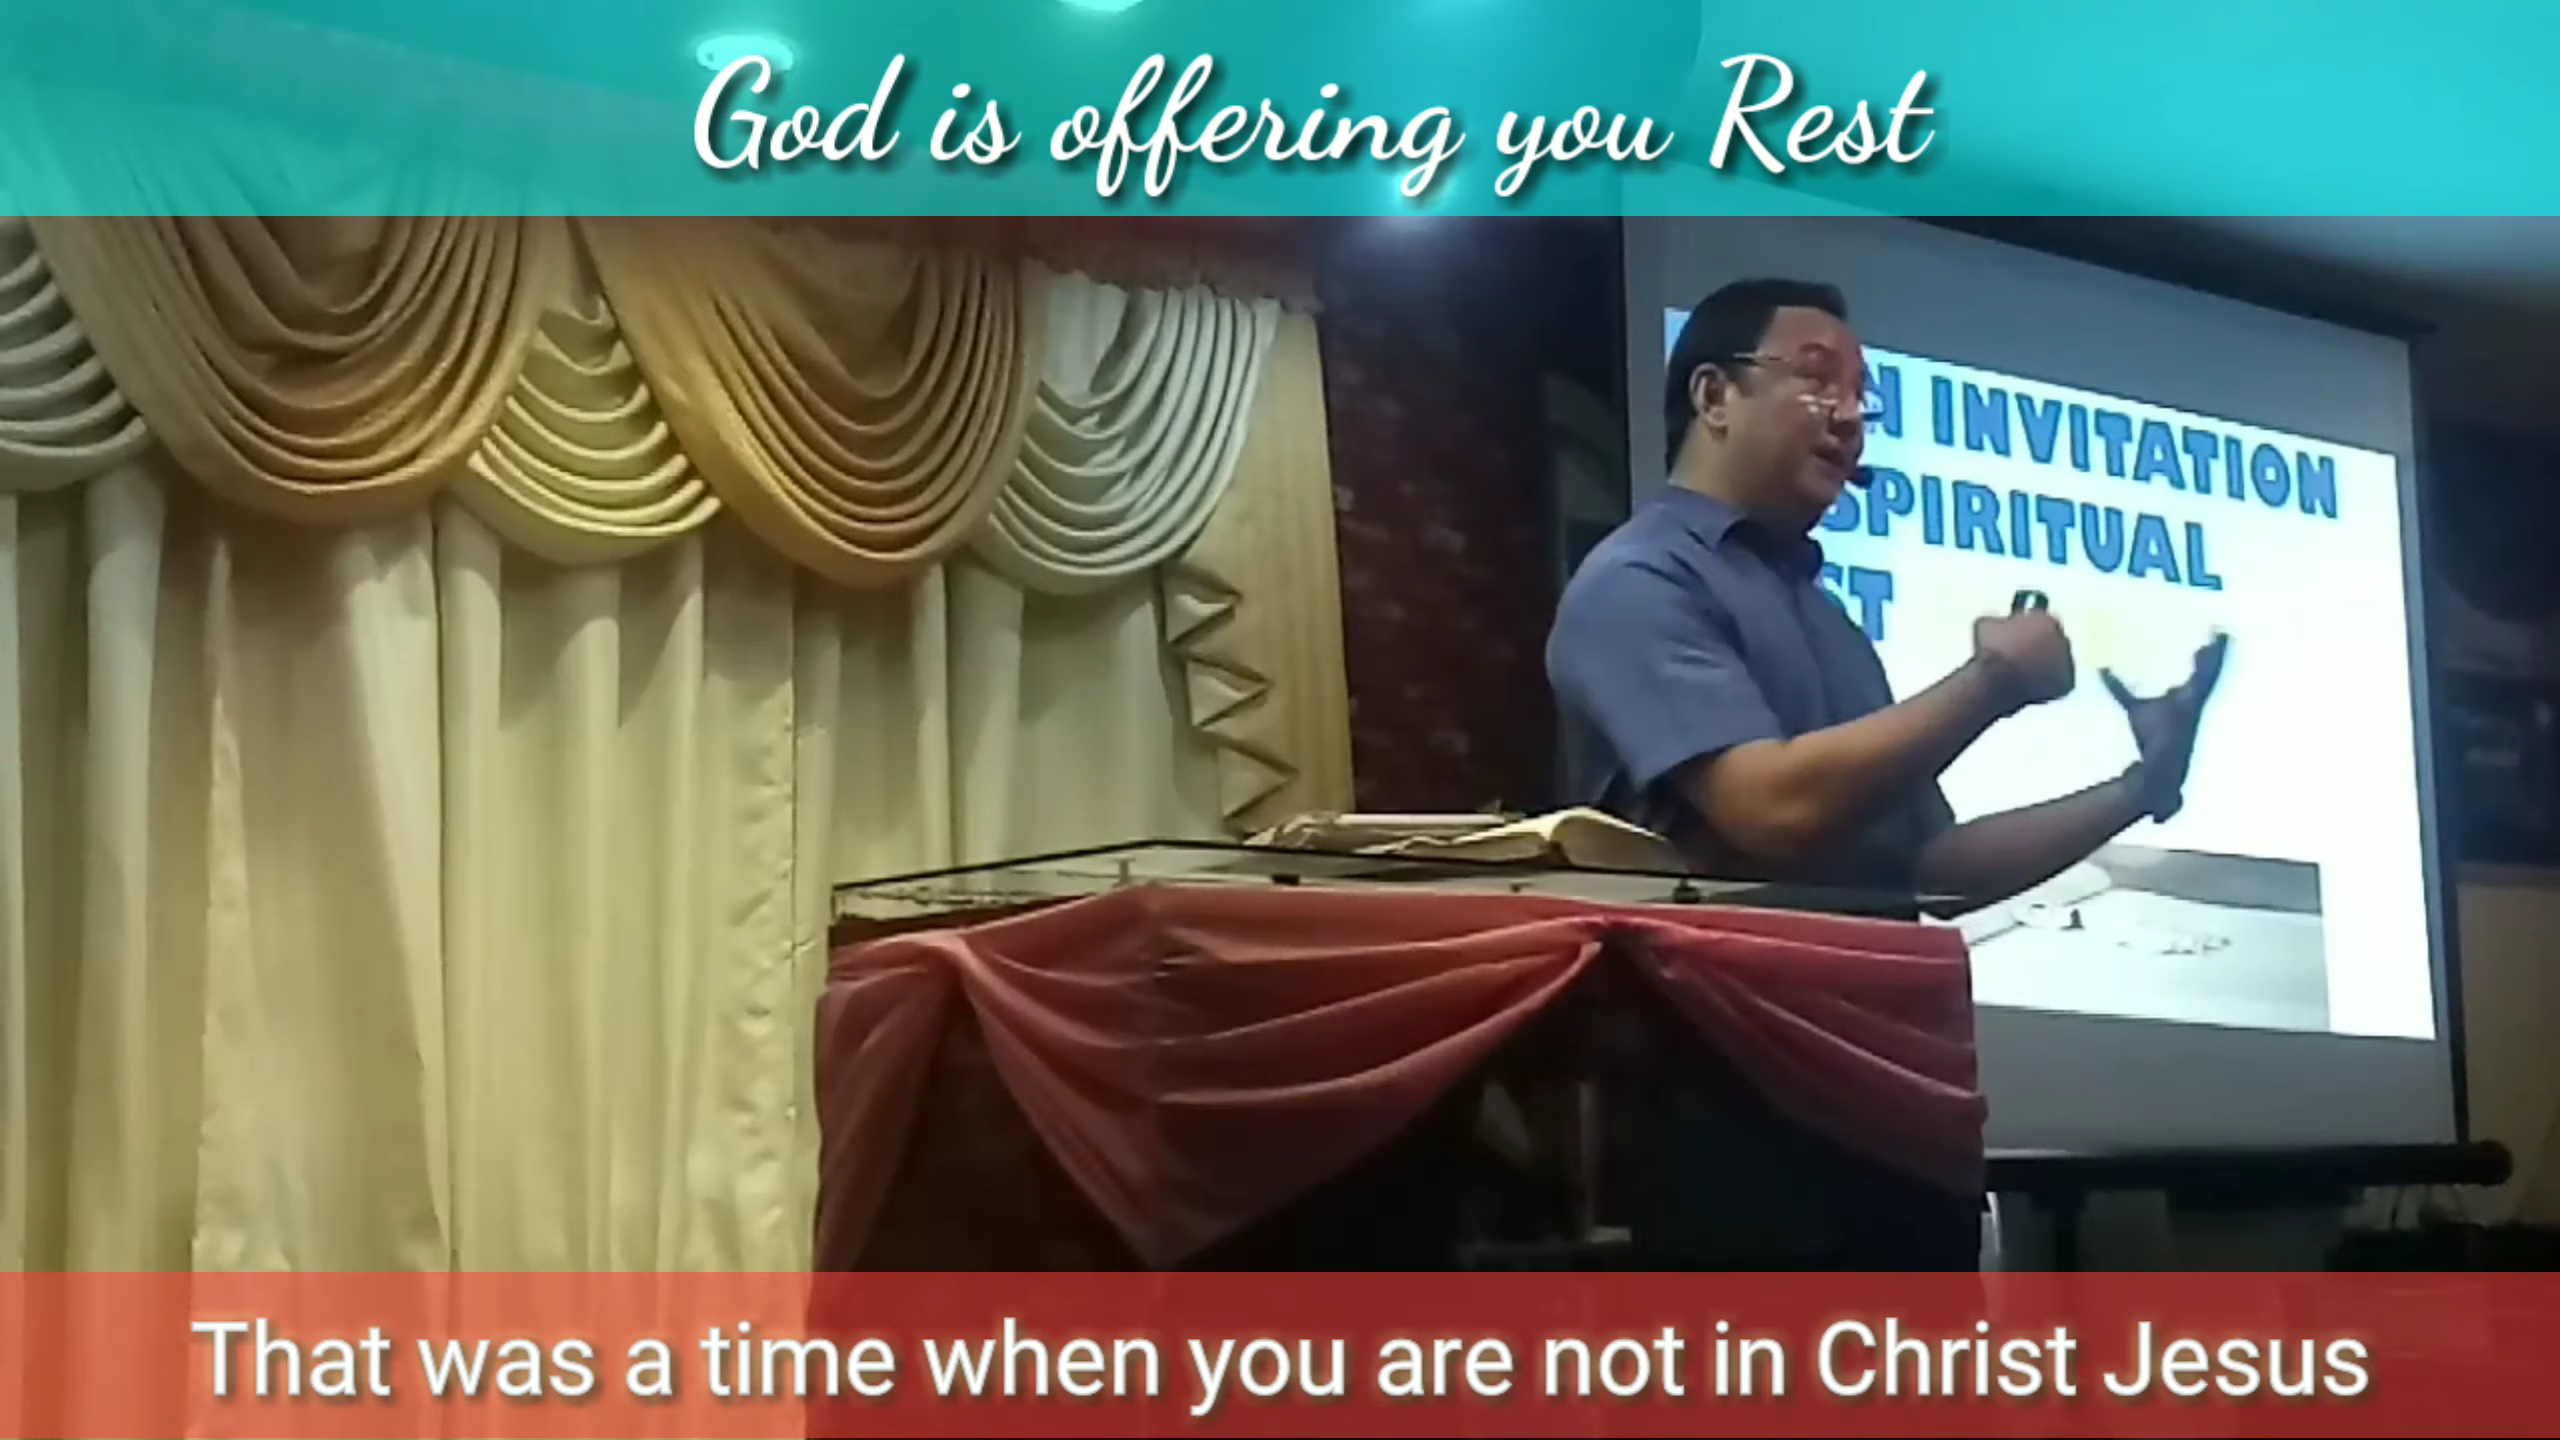 God is offering you Rest
INVITATION
SPIRITUAL
That was a time when you are not in Christ Jesus